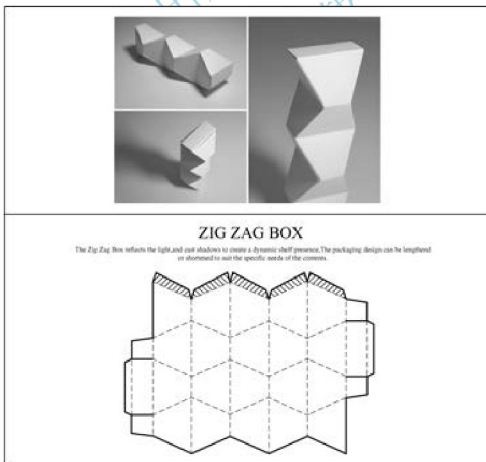 ZIG ZAG BOX
The Zig Zag Box reflects the light,and cast shadows to create a dynamic shelf presence.The packaging design can be lengthened
or shortened to suit the specific needs of the contents.